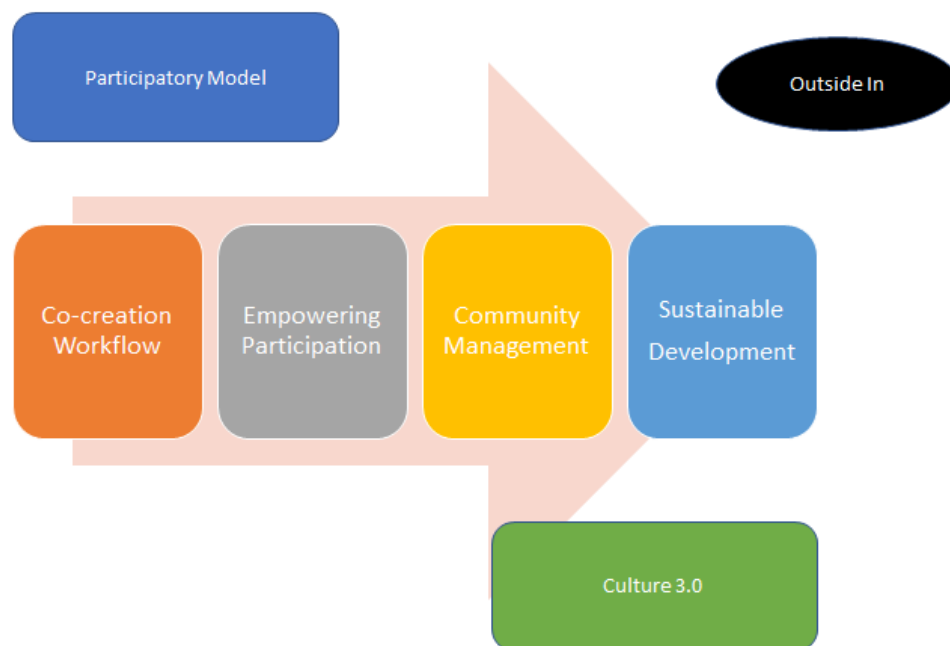 Participatory Model
Outside In
Co-creation
Workflow
Empowering
Participation
Community
Management
Sustainable
Development
Culture 3.0